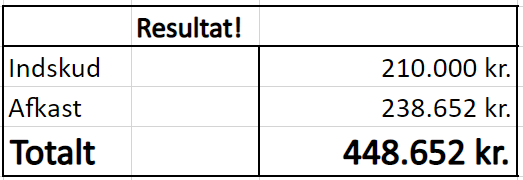 Resultat!
Indskud 210.000 kr.
Afkast 238.652 kr.
Totalt 448.652 kr.